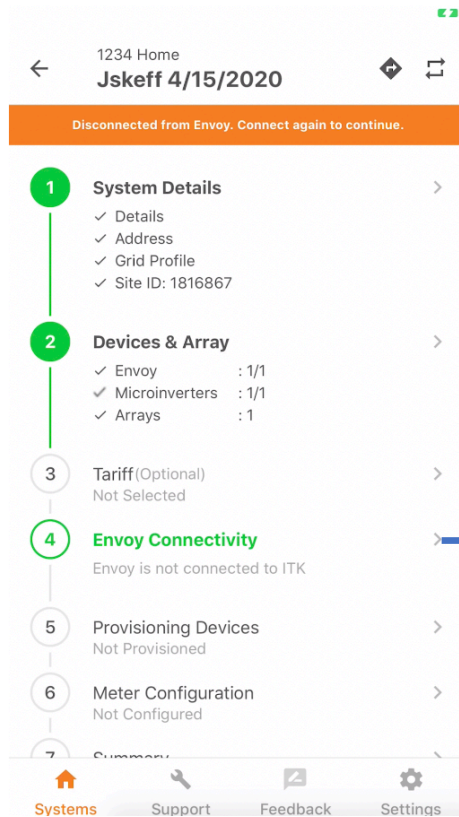 1234 Home
Jskeff 4/15/2020
Disconnected from Envoy. Connect again to continue.
1 System Details
Details
Address
Grid Profile
Site ID: 1816867
2 Devices & Array
Envoy : 1/1
Microinverters : 1/1
Arrays : 1
3 Tariff(Optional)
Not Selected
4 Envoy Connectivity
Envoy is not connected to ITK
5 Provisioning Devices
Not Provisioned
6 Meter Configuration
Not Configured
7 Summary
Systems Support Feedback Settings